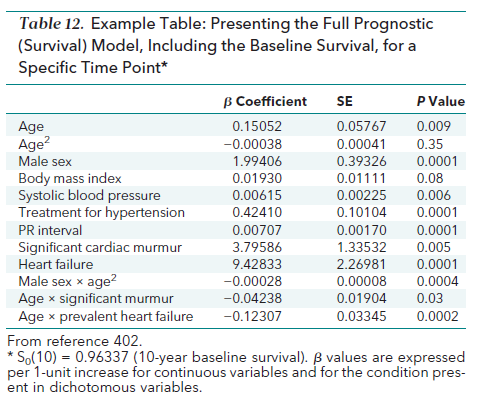 Table 12. Example Table: Presenting the Full Prognostic
(Survival) Model, Including the Baseline Survival, for a
Specific Time Point*
β Coefficient SE P Value
Age 0.15052 0.05767 0.009
Age² −0.00038 0.00041 0.35
Male sex 1.99406 0.39326 0.0001
Body mass index 0.01930 0.01111 0.08
Systolic blood pressure 0.00615 0.00225 0.006
Treatment for hypertension 0.42410 0.10104 0.0001
PR interval 0.00707 0.00170 0.0001
Significant cardiac murmur 3.79586 1.33532 0.005
Heart failure 9.42833 2.26981 0.0001
Male sex × age² −0.00028 0.00008 0.0004
Age × significant murmur −0.04238 0.01904 0.03
Age × prevalent heart failure −0.12307 0.03345 0.0002
From reference 402.
* S₀(10) = 0.96337 (10-year baseline survival). β values are expressed
per 1-unit increase for continuous variables and for the condition pres-
ent in dichotomous variables.